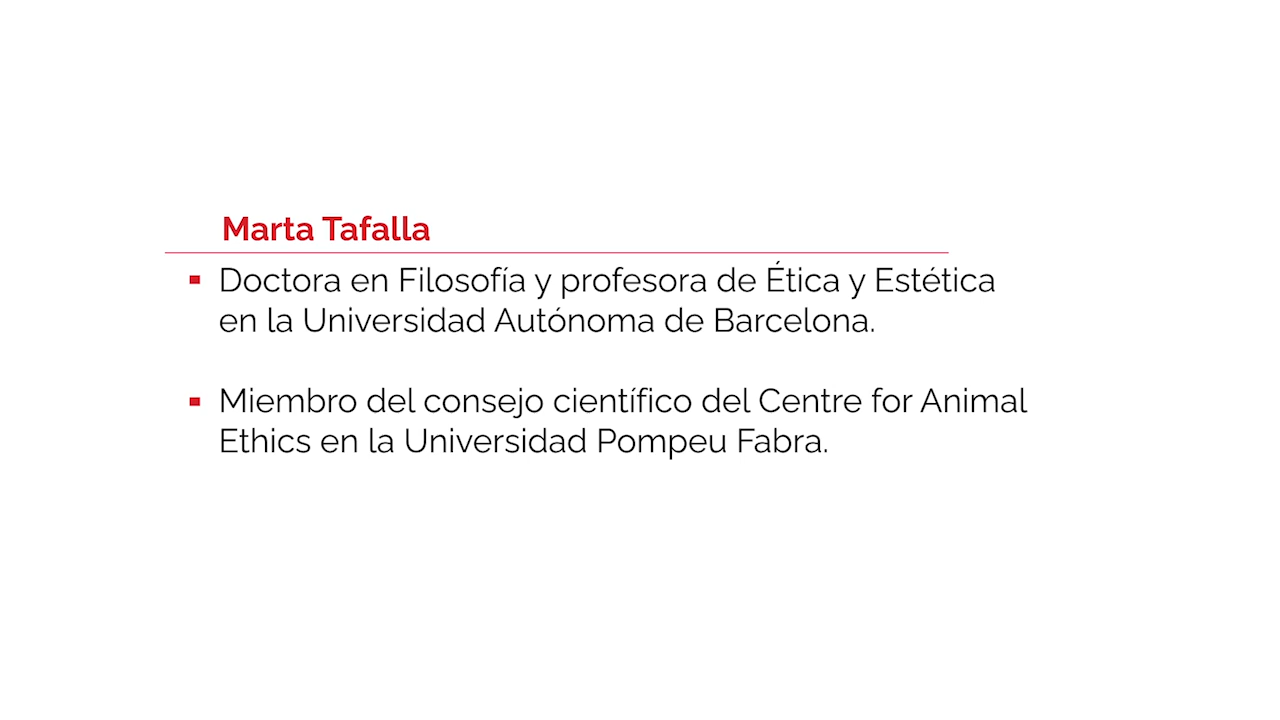 Marta Tafalla
Doctora en Filosofía y profesora de Ética y Estética
en la Universidad Autónoma de Barcelona.
Miembro del consejo científico del Centre for Animal
Ethics en la Universidad Pompeu Fabra.